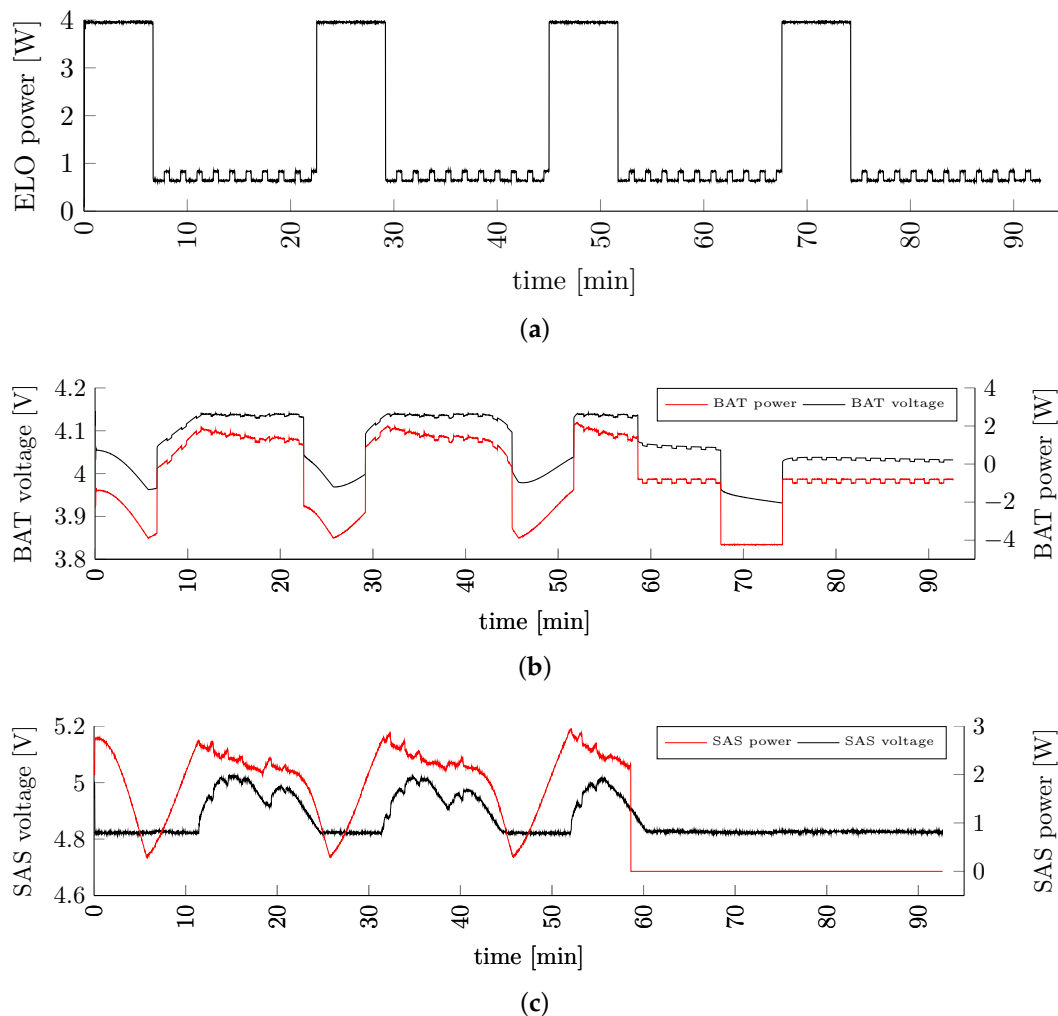 ELO power [W]
4
3
2
1
0
0 10 20 30 40 50 60 70 80 90
time [min]
(a)
BAT voltage [V]
4.2
4.1
4
3.9
3.8
BAT power
BAT voltage
4
2
0
−2
−4
BAT power [W]
0 10 20 30 40 50 60 70 80 90
time [min]
(b)
SAS voltage [V]
5.2
5
4.8
4.6
SAS power
SAS voltage
3
2
1
0
SAS power [W]
0 10 20 30 40 50 60 70 80 90
time [min]
(c)